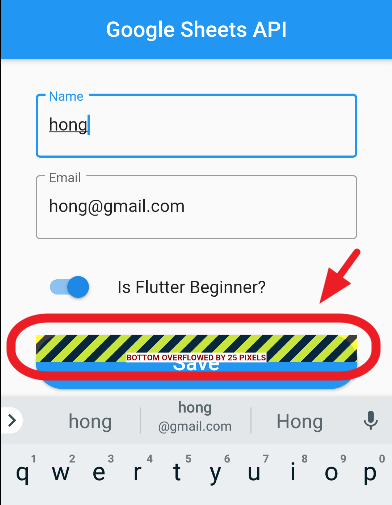 Google Sheets API
Name
hong
Email
hong@gmail.com
Is Flutter Beginner?
BOTTOM OVERFLOWED BY 25 PIXELS
Save
hong
hong
@gmail.com
Hong
1 2 3 4 5 6 7 8 9 0
q w e r t y u i o p